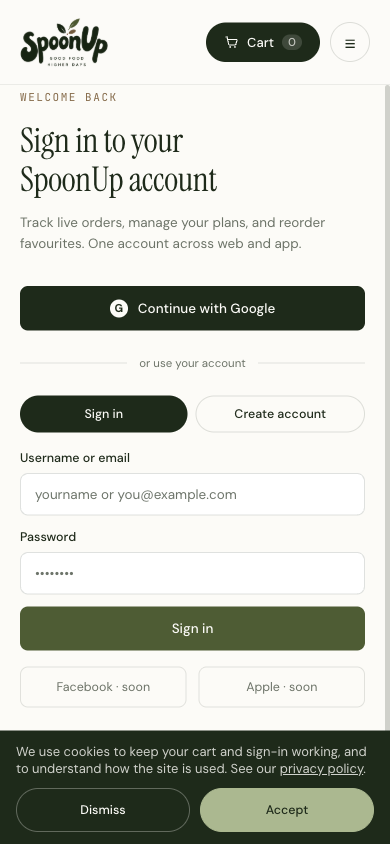 SpoonUp
GOOD FOOD
HIGHER DAYS
Cart 0
WELCOME BACK
Sign in to your
SpoonUp account
Track live orders, manage your plans, and reorder
favourites. One account across web and app.
G Continue with Google
or use your account
Sign in Create account
Username or email
yourname or you@example.com
Password
••••••••
Sign in
Facebook · soon Apple · soon
We use cookies to keep your cart and sign-in working, and
to understand how the site is used. See our privacy policy.
Dismiss Accept